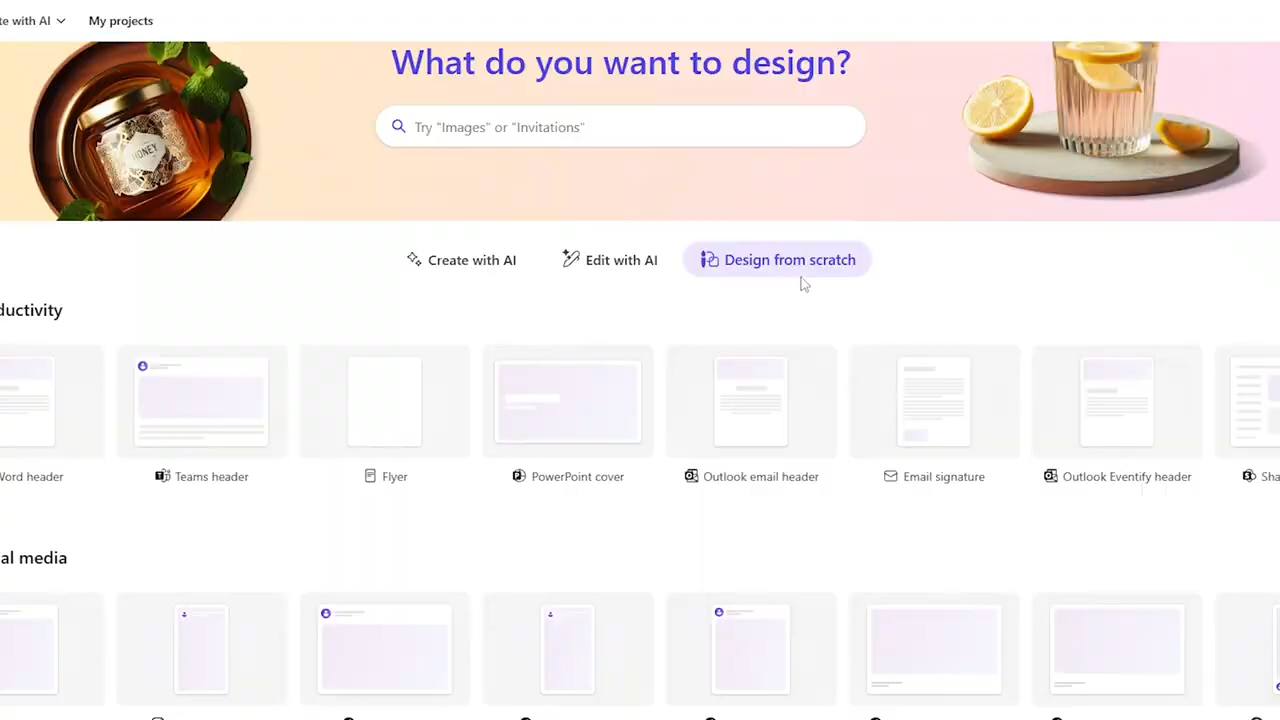 te with AI
My projects
What do you want to design?
HONEY
Try "Images" or "Invitations"
Create with AI
Edit with AI
Design from scratch
ductivity
Word header
Teams header
Flyer
PowerPoint cover
Outlook email header
Email signature
Outlook Eventify header
Sha
al media